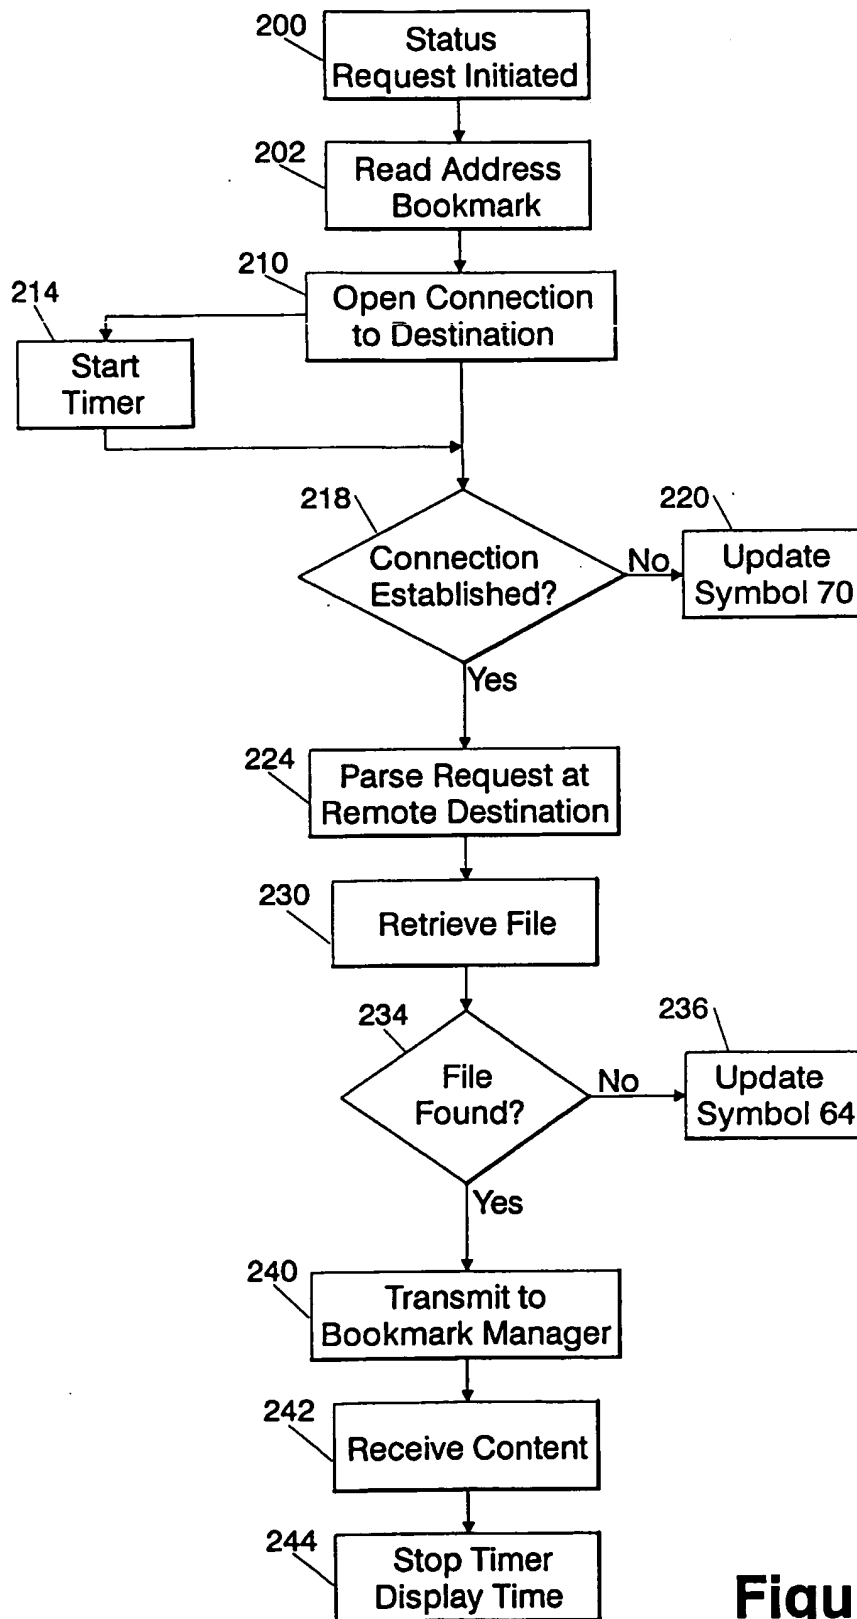 200
Status
Request Initiated
202
Read Address
Bookmark
210
Open Connection
to Destination
214
Start
Timer
218
Connection
Established?
No
220
Update
Symbol 70
Yes
224
Parse Request at
Remote Destination
230
Retrieve File
234
File
Found?
No
236
Update
Symbol 64
Yes
240
Transmit to
Bookmark Manager
242
Receive Content
244
Stop Timer
Display Time
Figu